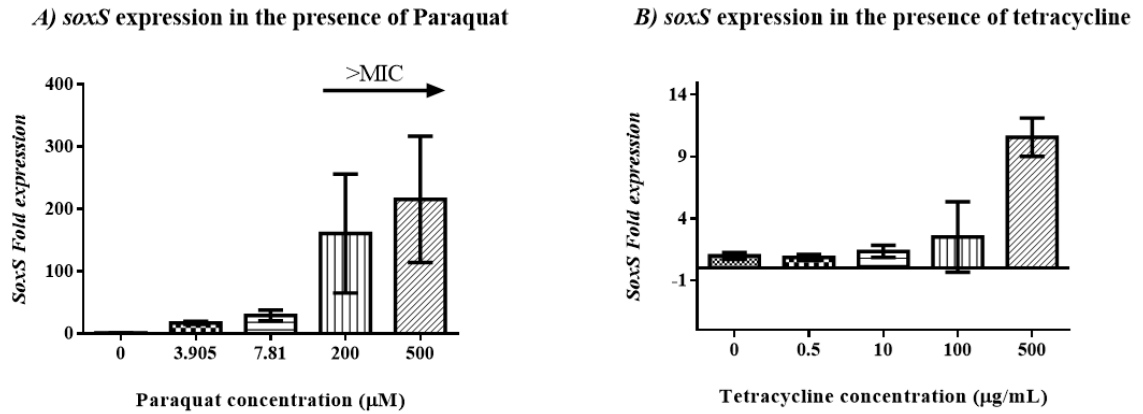 A) soxS expression in the presence of Paraquat
>MIC
SoxS Fold expression
400
300
200
100
0
0 3.905 7.81 200 500
Paraquat concentration (μM)
B) soxS expression in the presence of tetracycline
SoxS Fold expression
14
9
4
-1
0 0.5 10 100 500
Tetracycline concentration (μg/mL)